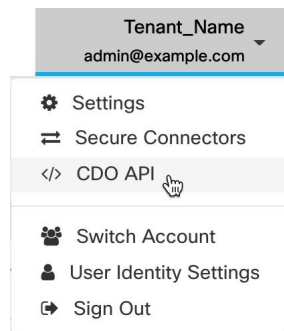 Tenant_Name
admin@example.com
Settings
Secure Connectors
</> CDO API
Switch Account
User Identity Settings
Sign Out